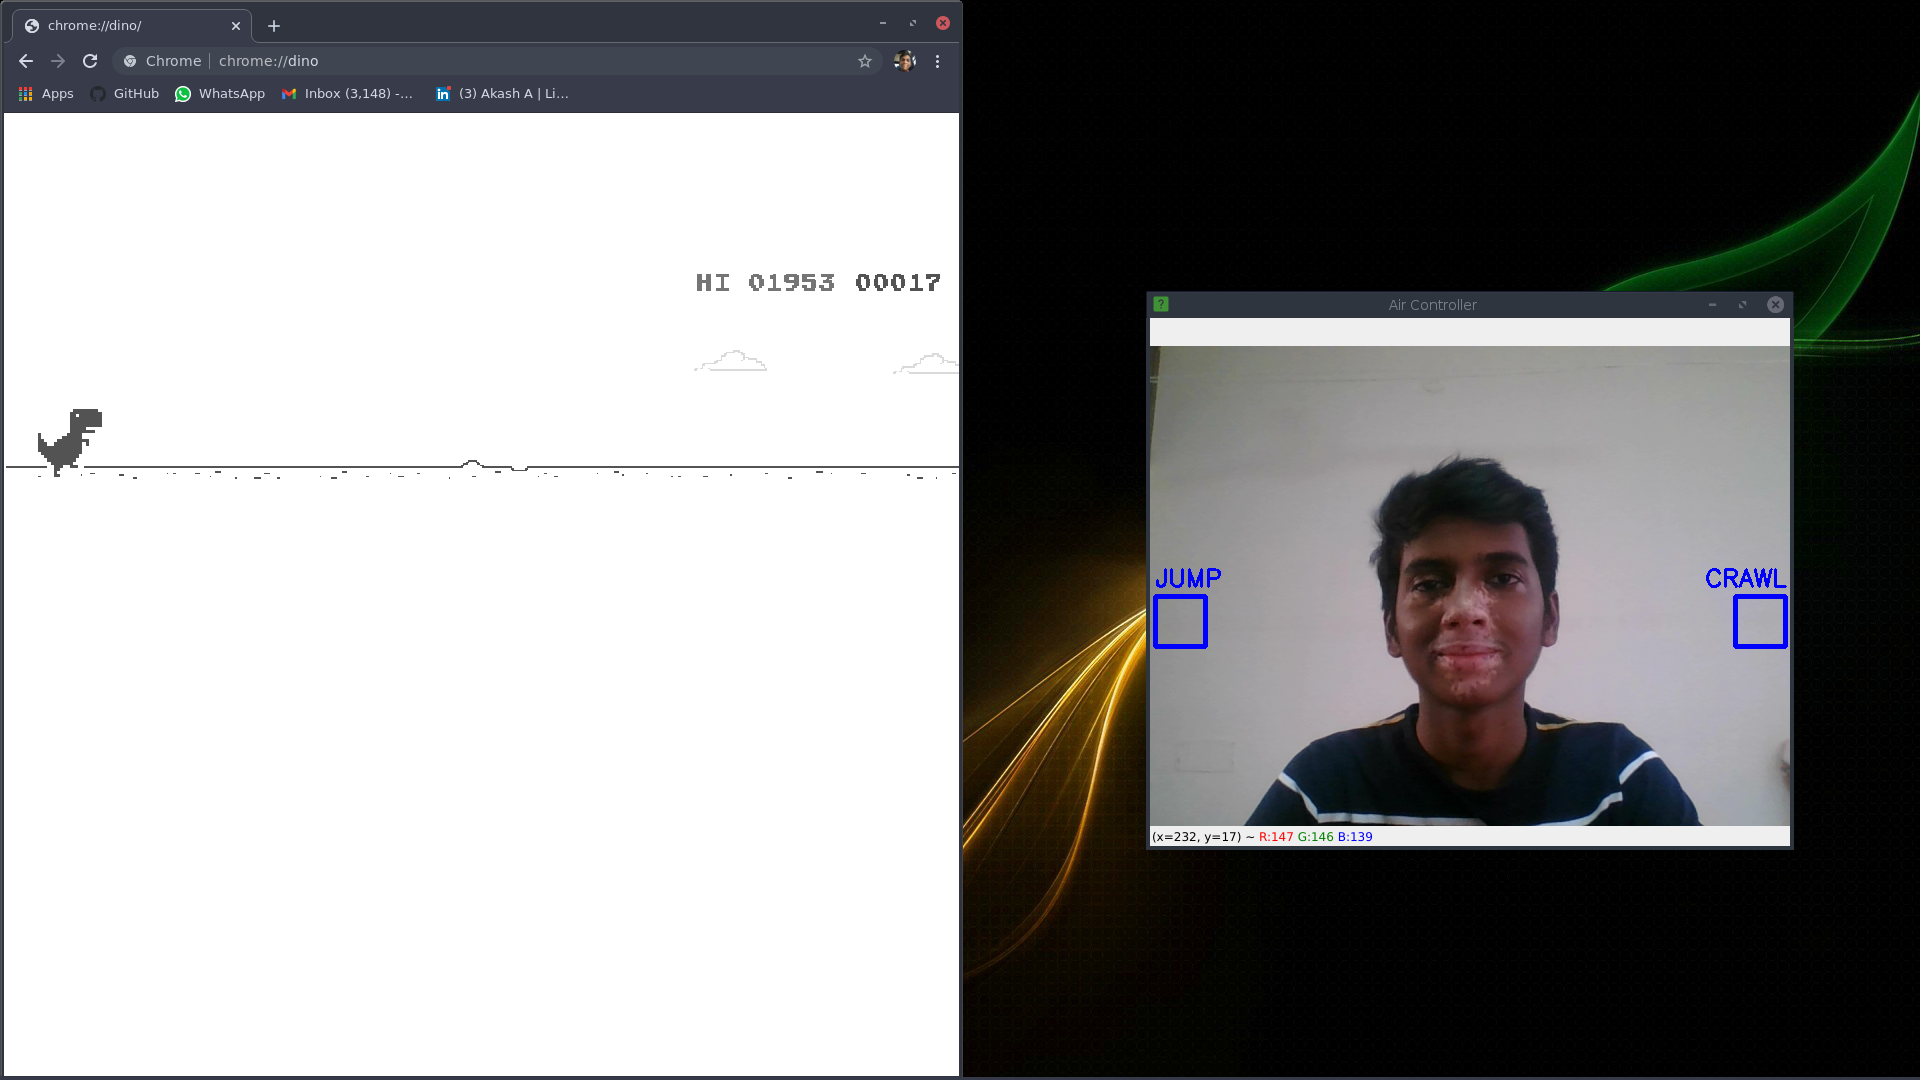 chrome://dino/
Chrome | chrome://dino
Apps GitHub WhatsApp Inbox (3,148) -... (3) Akash A | Li...
HI 01953 00017
Air Controller
JUMP CRAWL
(x=232, y=17) ~ R:147 G:146 B:139